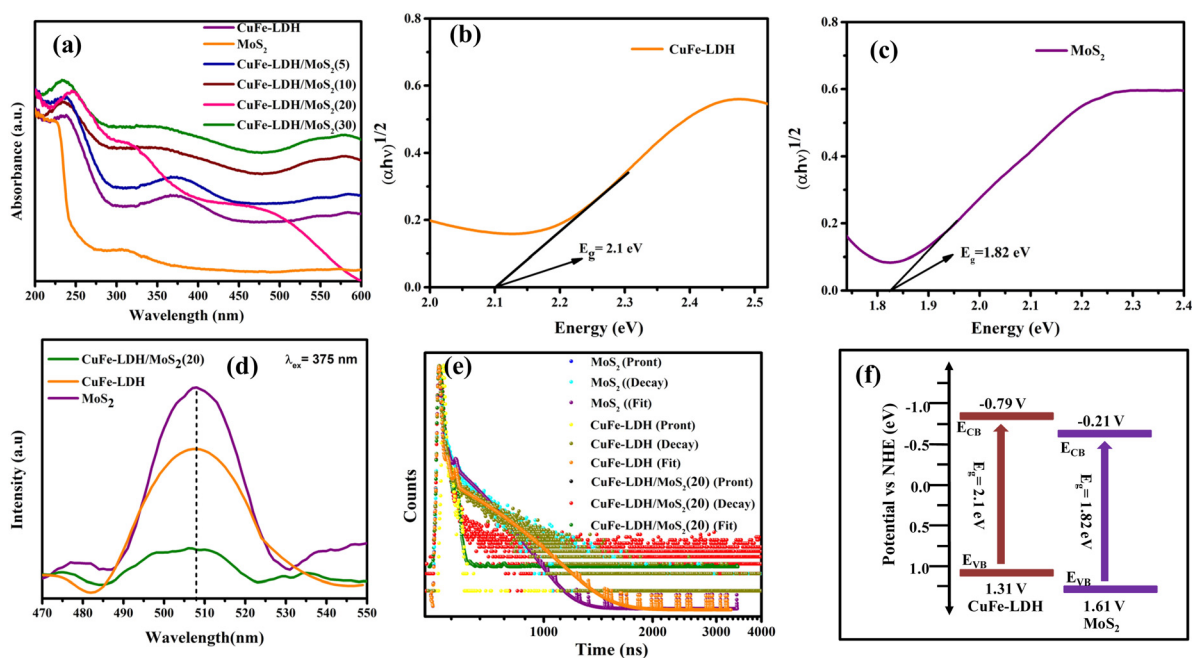 (a)
CuFe-LDH
MoS2
CuFe-LDH/MoS2(5)
CuFe-LDH/MoS2(10)
CuFe-LDH/MoS2(20)
CuFe-LDH/MoS2(30)
Absorbance (a.u.)
200 250 300 350 400 450 500 550 600
Wavelength (nm)
(b)
CuFe-LDH
(αhν)1/2
0.8
0.6
0.4
0.2
0.0
Eg= 2.1 eV
2.0 2.1 2.2 2.3 2.4 2.5
Energy (eV)
(c)
MoS2
(αhν)1/2
0.8
0.6
0.4
0.2
0.0
Eg=1.82 eV
1.8 1.9 2.0 2.1 2.2 2.3 2.4
Energy (eV)
(d)
CuFe-LDH/MoS2(20)
CuFe-LDH
MoS2
λex= 375 nm
Intensity (a.u)
470 480 490 500 510 520 530 540 550
Wavelength(nm)
(e)
MoS2 (Pront)
MoS2 ((Decay)
MoS2 ((Fit)
CuFe-LDH (Pront)
CuFe-LDH (Decay)
CuFe-LDH (Fit)
CuFe-LDH/MoS2(20) (Pront)
CuFe-LDH/MoS2(20) (Decay)
CuFe-LDH/MoS2(20) (Fit)
Counts
1000 2000 3000 4000
Time (ns)
(f)
Potential vs NHE (eV)
-1.0
-0.5
0.0
0.5
1.0
-0.79 V
ECB
Eg= 2.1 eV
EVB
1.31 V
CuFe-LDH
-0.21 V
ECB
Eg= 1.82 eV
EVB
1.61 V
MoS2